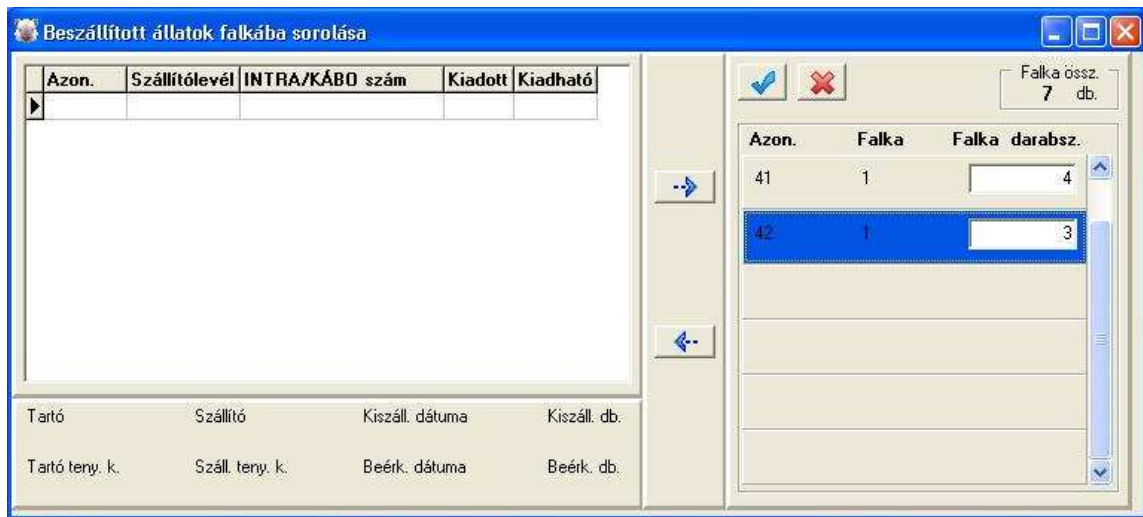 Beszállított állatok falkába sorolása
Azon. Szállítólevél INTRA/KÁBO szám Kiadott Kiadható
Falka össz.
7 db.
Azon. Falka Falka darabsz.
41 1 4
42 1 3
Tartó Szállító Kiszáll. dátuma Kiszáll. db.
Tartó teny. k. Száll. teny. k. Beérk. dátuma Beérk. db.